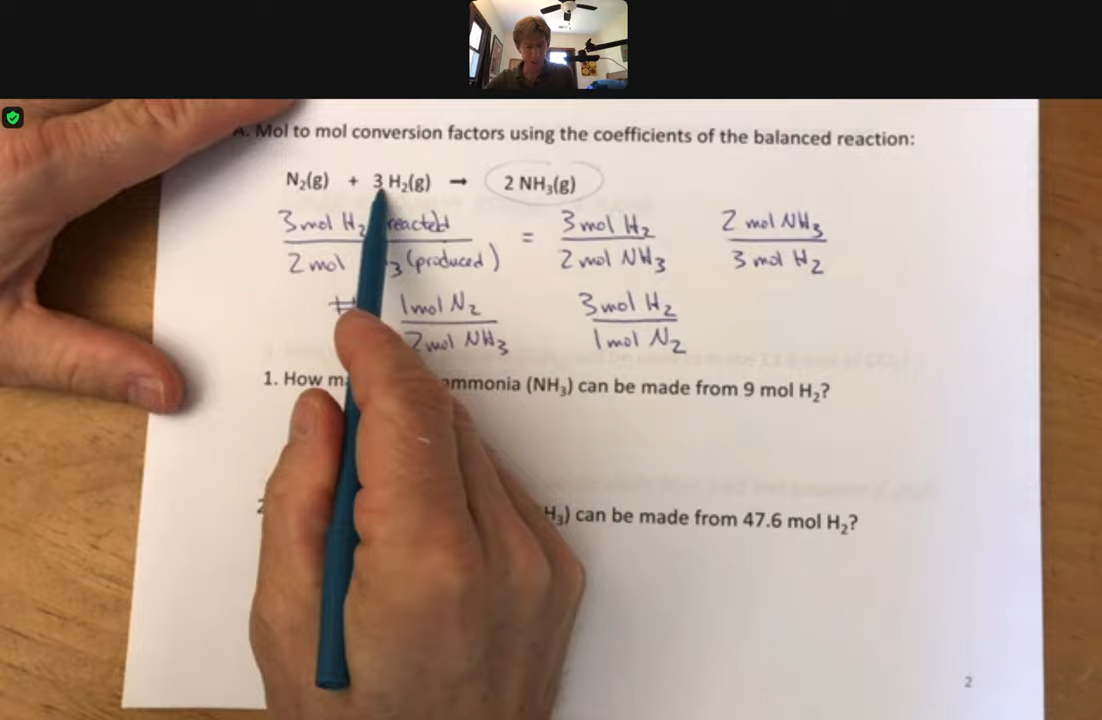 A. Mol to mol conversion factors using the coefficients of the balanced reaction:
N₂(g) + 3 H₂(g) → 2 NH₃(g)
3 mol H₂ reacted = 3 mol H₂ 2 mol NH₃
2 mol ₃ (produced) 2 mol NH₃ 3 mol H₂
1 mol N₂ 3 mol H₂
2 mol NH₃ 1 mol N₂
1. How ammonia (NH₃) can be made from 9 mol H₂?
H₃) can be made from 47.6 mol H₂?
2